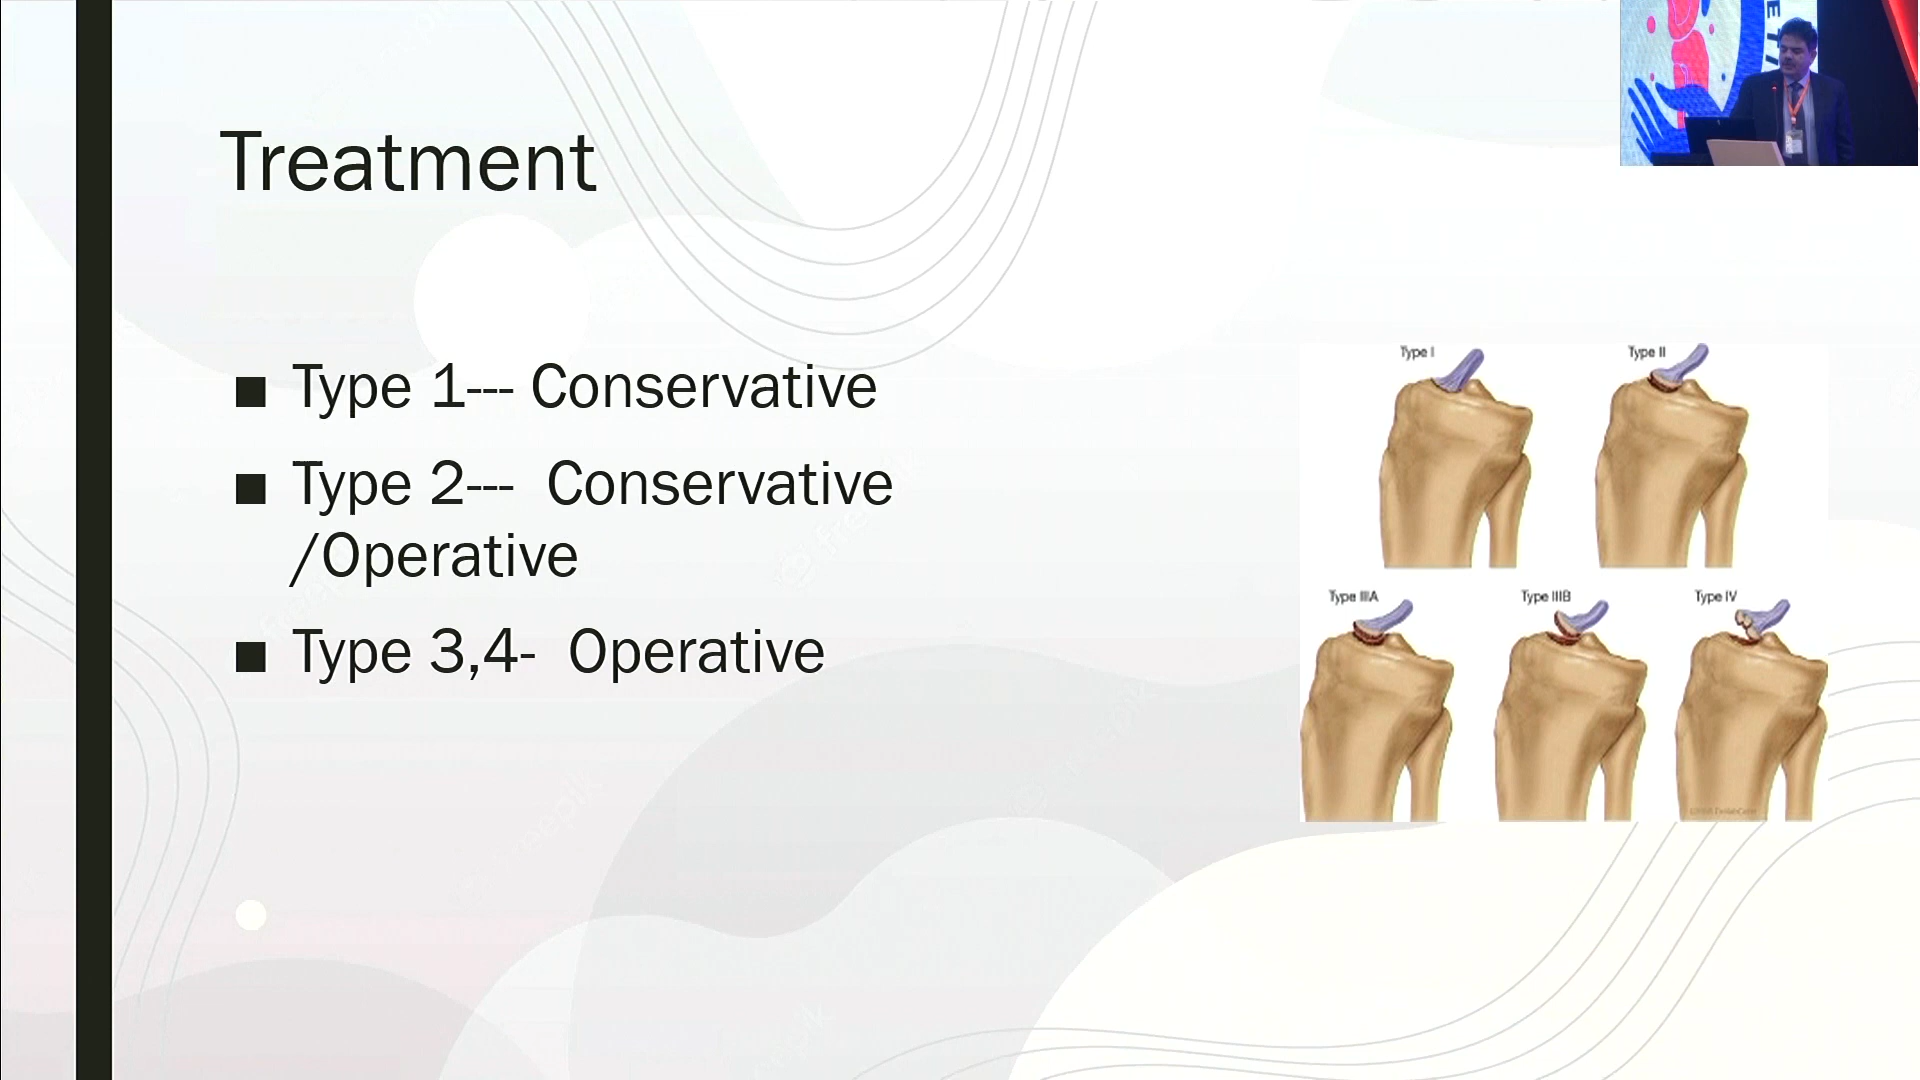 Treatment
■ Type 1--- Conservative
■ Type 2--- Conservative
/Operative
■ Type 3,4- Operative
Type I
Type II
Type IIIA
Type IIIB
Type IV